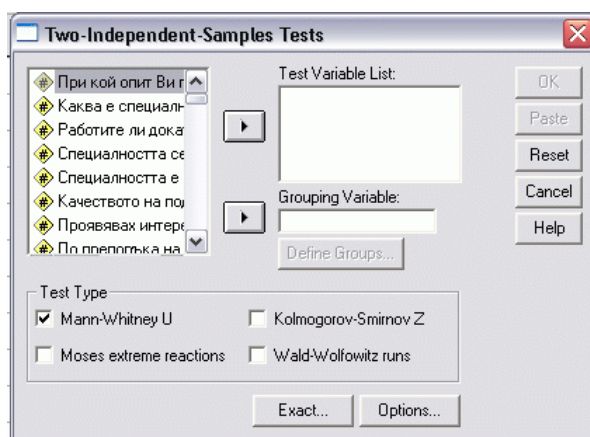 Two-Independent-Samples Tests
При кой опит Ви
Каква е специалн
Работите ли дока
Специалността се
Специалността е
Качеството на по
Проявявах интере
По препоръка на
Test Variable List:
Grouping Variable:
Define Groups...
OK
Paste
Reset
Cancel
Help
Test Type
Mann-Whitney U
Kolmogorov-Smirnov Z
Moses extreme reactions
Wald-Wolfowitz runs
Exact...
Options...